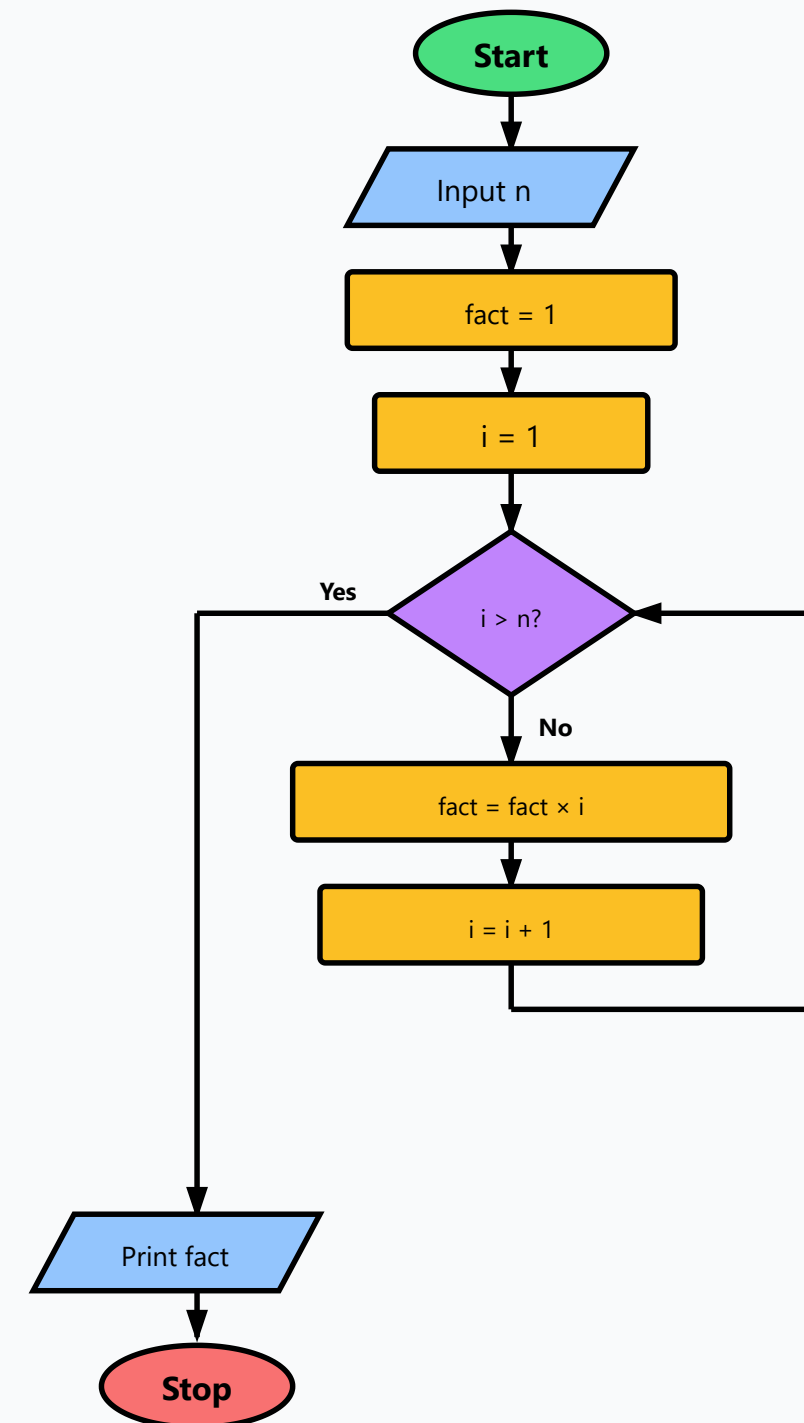 Start
Input n
fact = 1
i = 1
i > n?
Yes
No
fact = fact × i
i = i + 1
Print fact
Stop